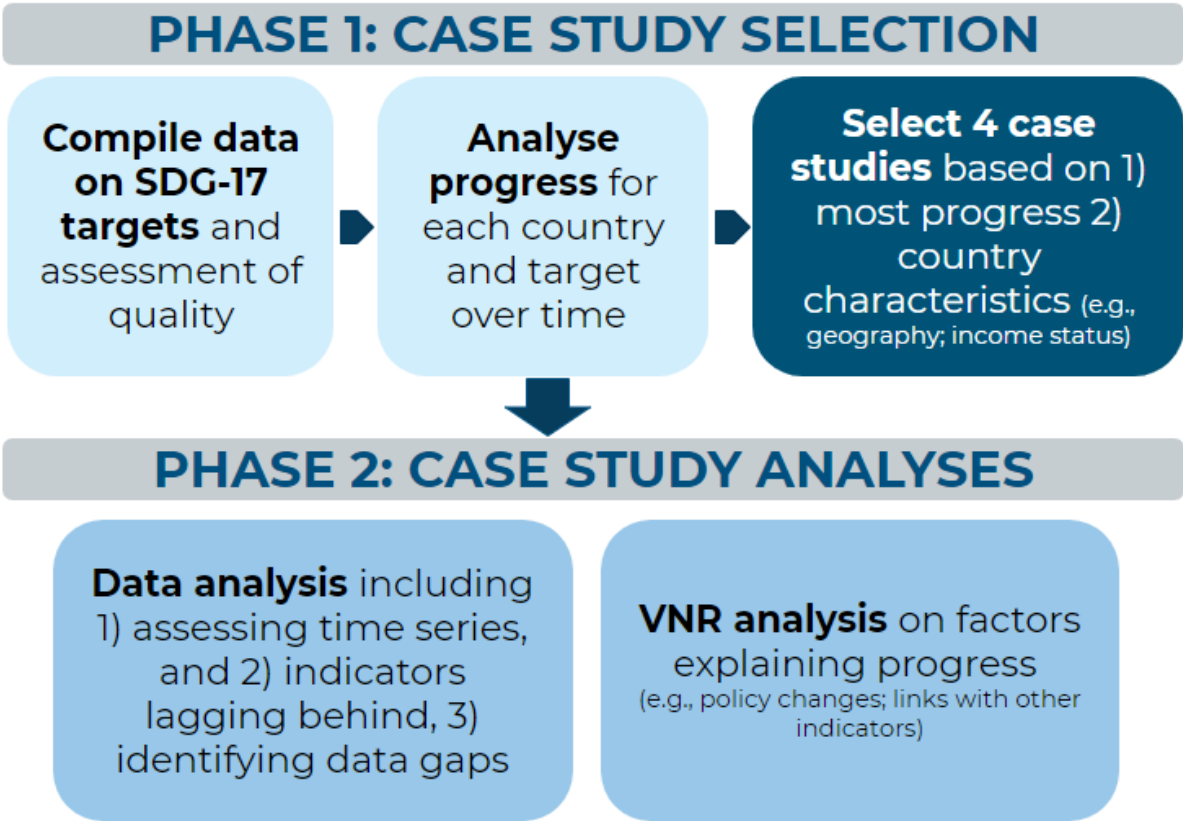 PHASE 1: CASE STUDY SELECTION
Compile data
on SDG-17
targets and
assessment of
quality
Analyse
progress for
each country
and target
over time
Select 4 case
studies based on 1)
most progress 2)
country
characteristics (e.g.,
geography; income status)
PHASE 2: CASE STUDY ANALYSES
Data analysis including
1) assessing time series,
and 2) indicators
lagging behind, 3)
identifying data gaps
VNR analysis on factors
explaining progress
(e.g., policy changes; links with other
indicators)